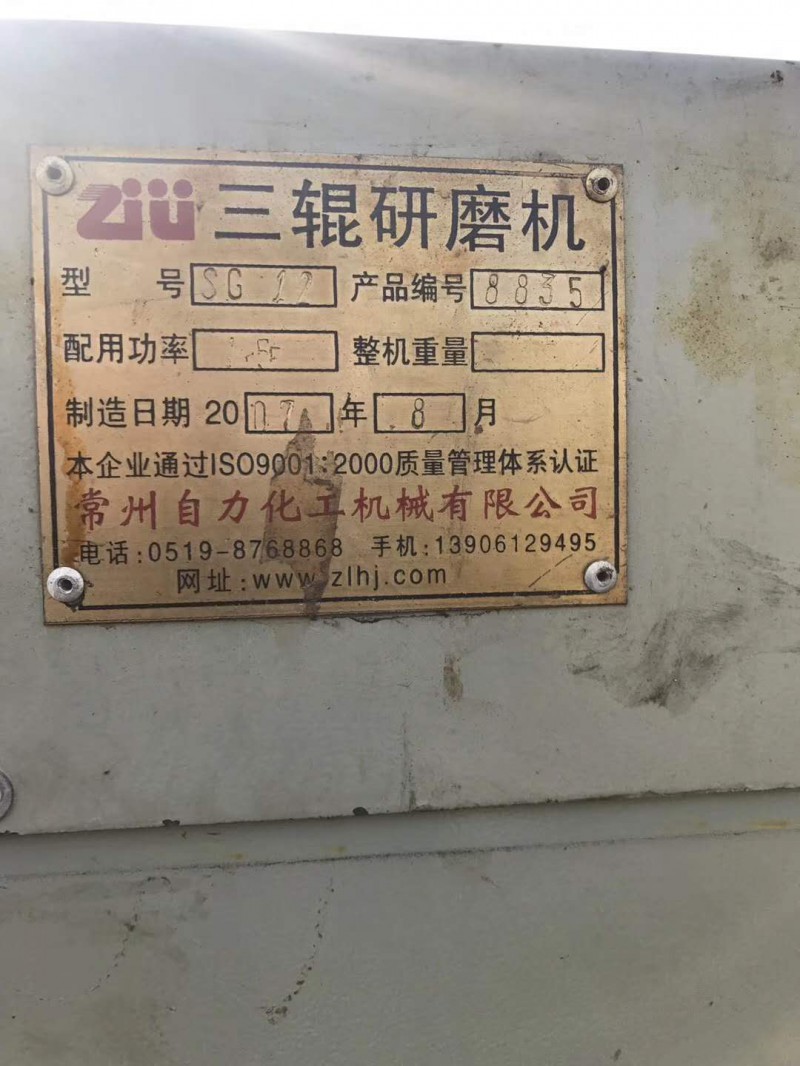 ZiU 三辊研磨机
型 号 SG 产品编号 8835
配用功率 整机重量
制造日期 20 07 年 8 月
本企业通过ISO9001:2000质量管理体系认证
常州自力化工机械有限公司
电话:0519-8768868 手机:13906129495
网址:www.zlhj.com